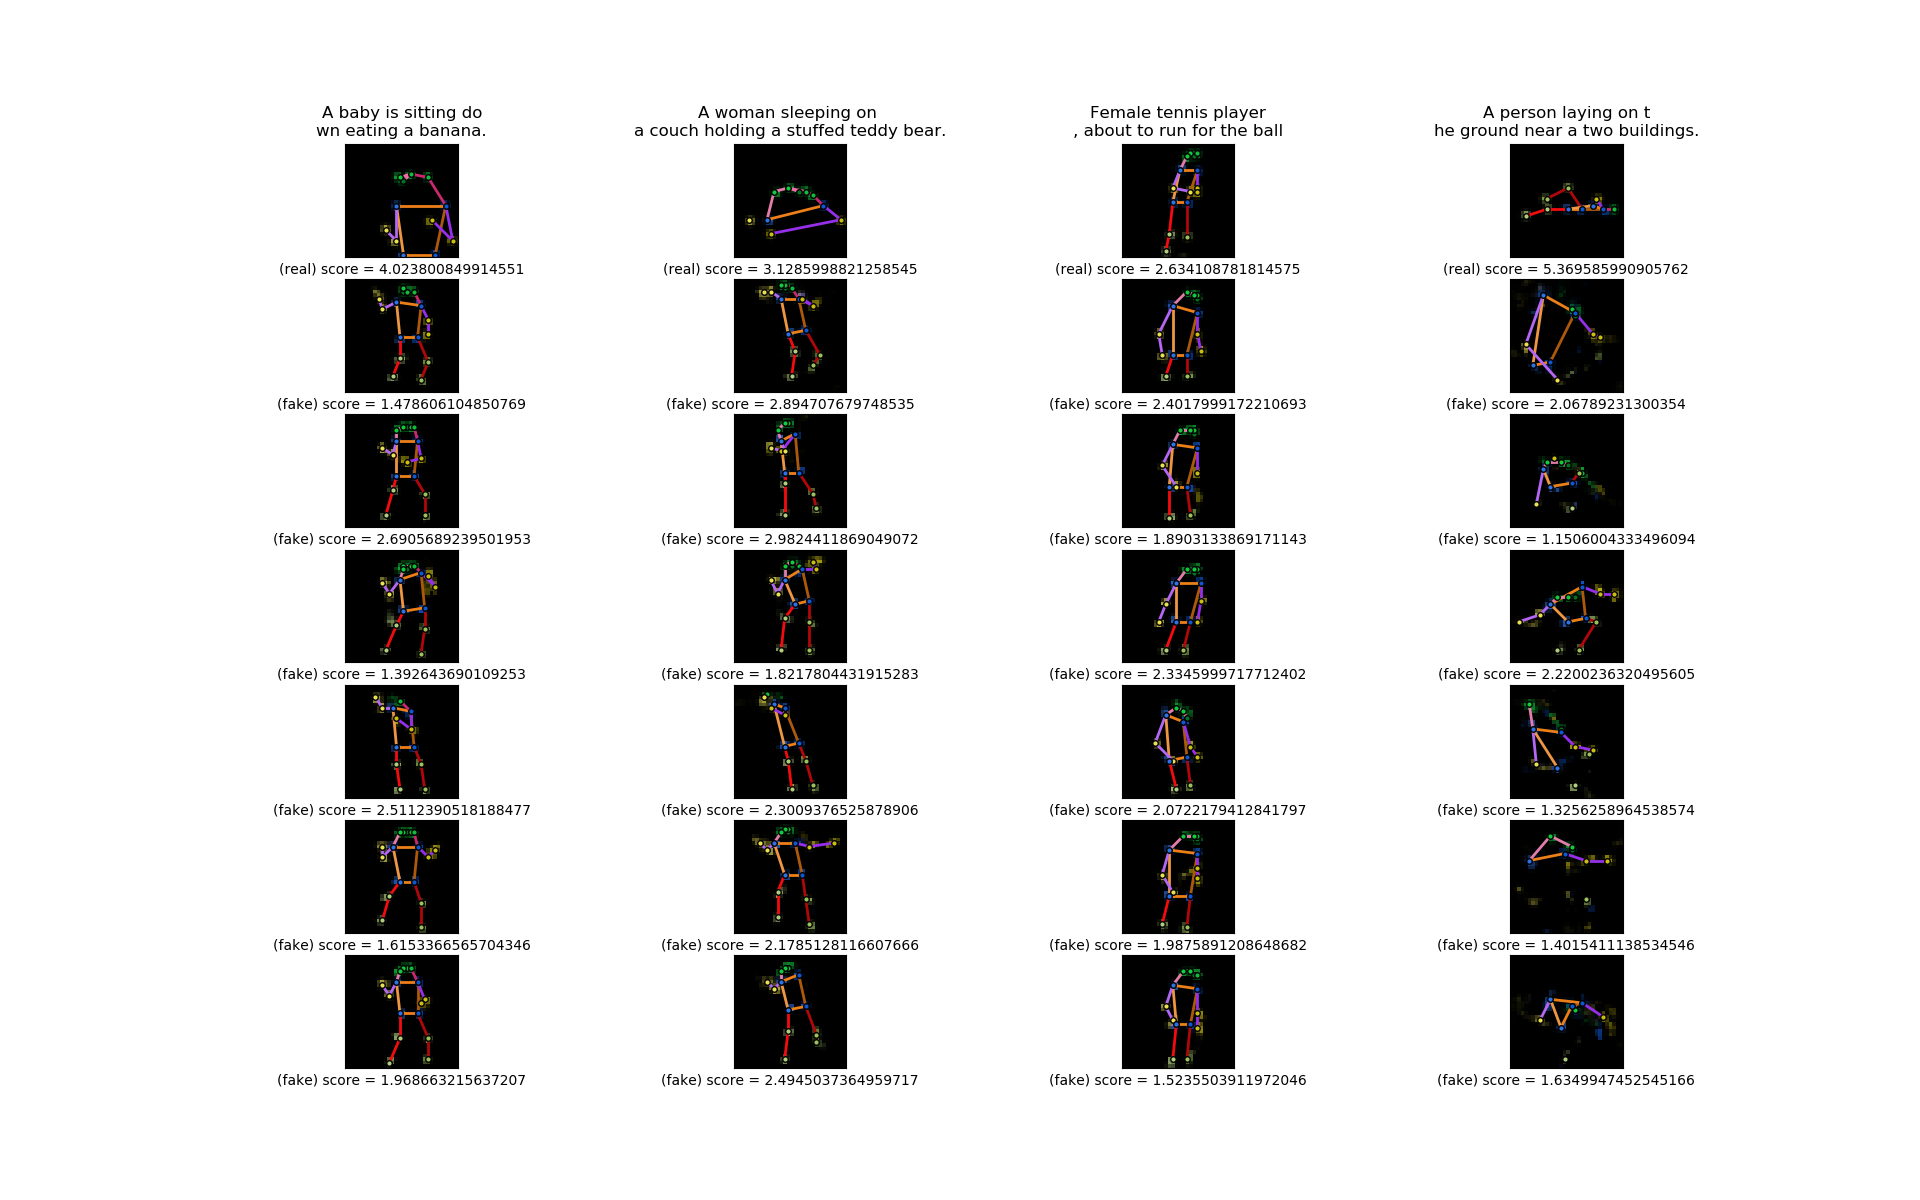 A baby is sitting do
wn eating a banana.
A woman sleeping on
a couch holding a stuffed teddy bear.
Female tennis player
, about to run for the ball
A person laying on t
he ground near a two buildings.
(real) score = 4.023800849914551
(real) score = 3.1285998821258545
(real) score = 2.634108781814575
(real) score = 5.369585990905762
(fake) score = 1.478606104850769
(fake) score = 2.894707679748535
(fake) score = 2.4017999172210693
(fake) score = 2.06789231300354
(fake) score = 2.6905689239501953
(fake) score = 2.9824411869049072
(fake) score = 1.8903133869171143
(fake) score = 1.1506004333496094
(fake) score = 1.392643690109253
(fake) score = 1.8217804431915283
(fake) score = 2.3345999717712402
(fake) score = 2.2200236320495605
(fake) score = 2.5112390518188477
(fake) score = 2.3009376525878906
(fake) score = 2.0722179412841797
(fake) score = 1.3256258964538574
(fake) score = 1.6153366565704346
(fake) score = 2.1785128116607666
(fake) score = 1.9875891208648682
(fake) score = 1.4015411138534546
(fake) score = 1.968663215637207
(fake) score = 2.4945037364959717
(fake) score = 1.5235503911972046
(fake) score = 1.6349947452545166